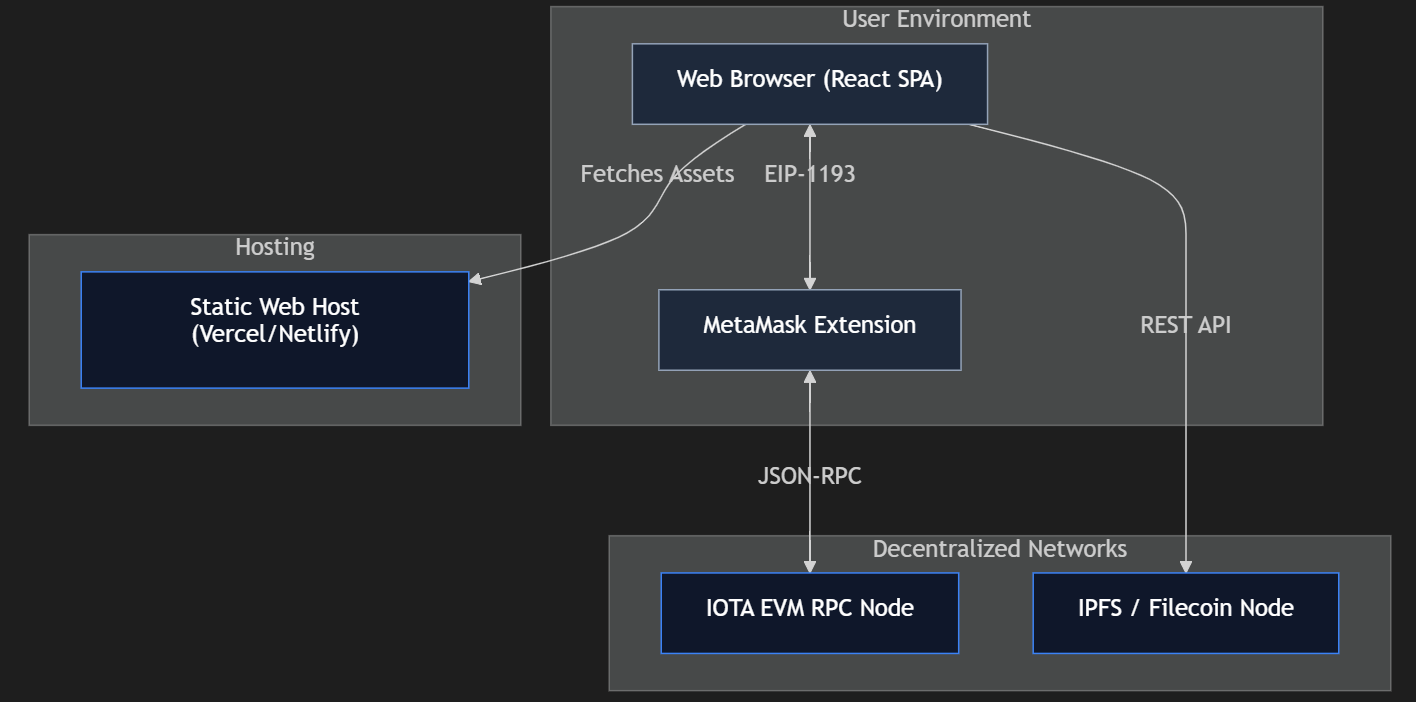 User Environment
Web Browser (React SPA)
Fetches Assets
EIP-1193
Hosting
Static Web Host
(Vercel/Netlify)
MetaMask Extension
REST API
JSON-RPC
Decentralized Networks
IOTA EVM RPC Node
IPFS / Filecoin Node